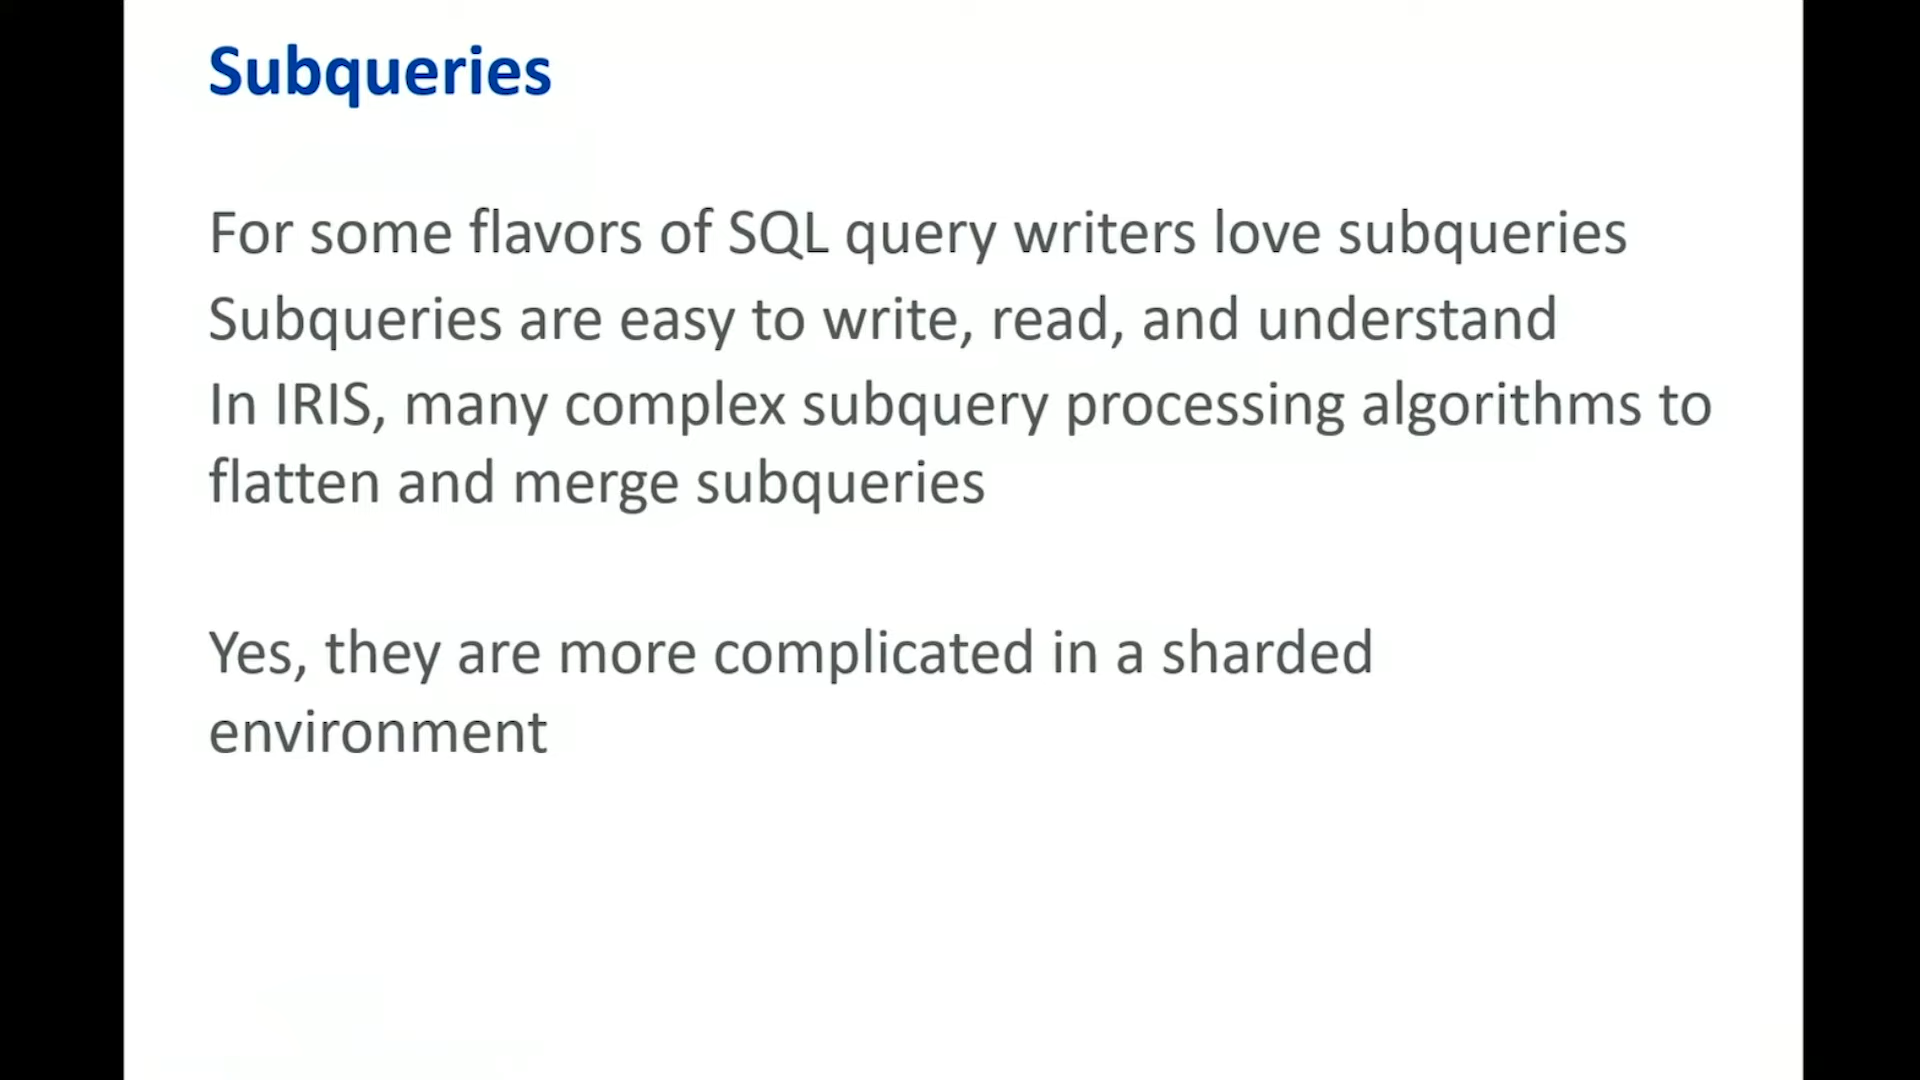 Subqueries
For some flavors of SQL query writers love subqueries
Subqueries are easy to write, read, and understand
In IRIS, many complex subquery processing algorithms to
flatten and merge subqueries
Yes, they are more complicated in a sharded
environment